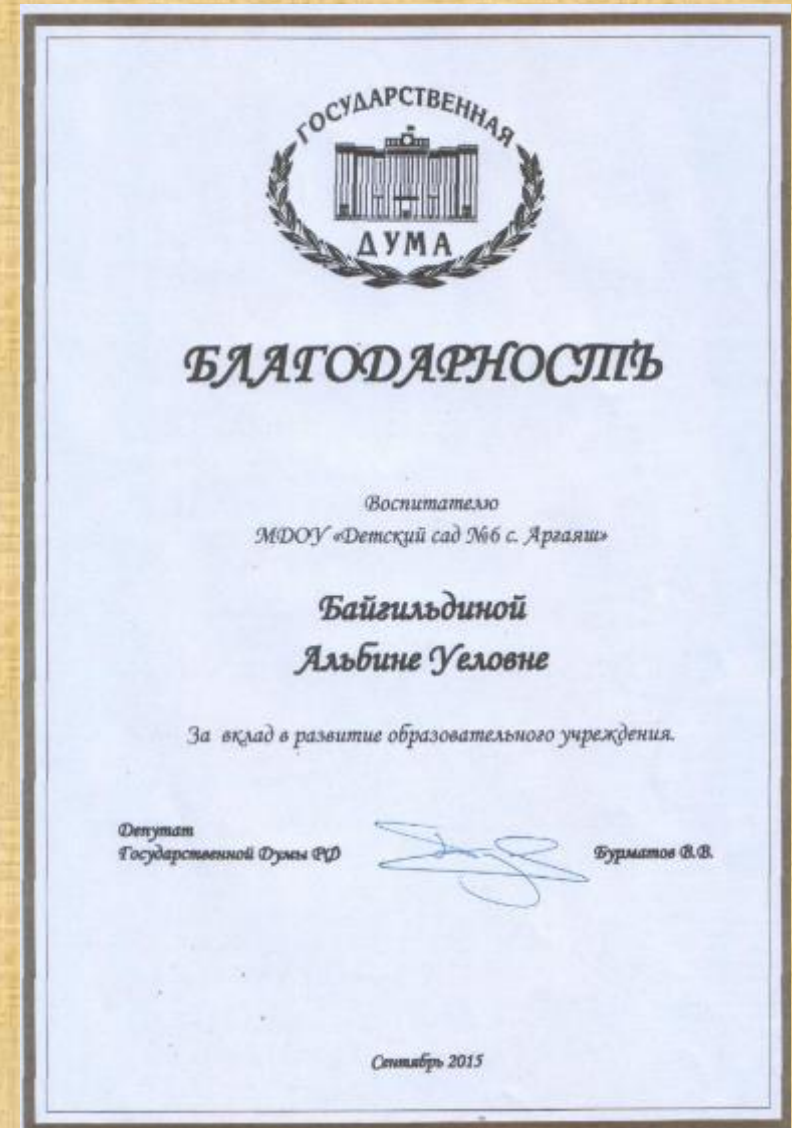 ГОСУДАРСТВЕННАЯ
ДУМА
БЛАГОДАРНОСТЬ
Воспитателю
МДОУ «Детский сад №6 с. Аргаяш»
Байгильдиной
Альбине Уеловне
За вклад в развитие образовательного учреждения.
Депутат
Государственной Думы РФ
Бурматов В.В.
Сентябрь 2015